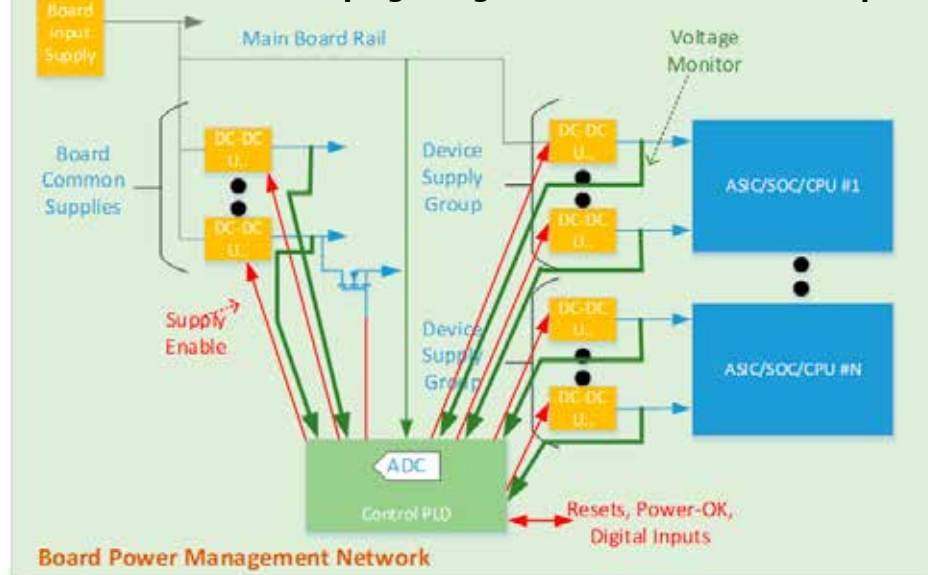 Board
Input
Supply
Main Board Rail
Voltage
Monitor
Board
Common
Supplies
DC-DC
U...
DC-DC
U...
Device
Supply
Group
DC-DC
U...
DC-DC
U...
ASIC/SOC/CPU #1
Supply
Enable
Device
Supply
Group
DC-DC
U...
DC-DC
U...
ASIC/SOC/CPU #N
ADC
Control PLD
Resets, Power-OK,
Digital Inputs
Board Power Management Network